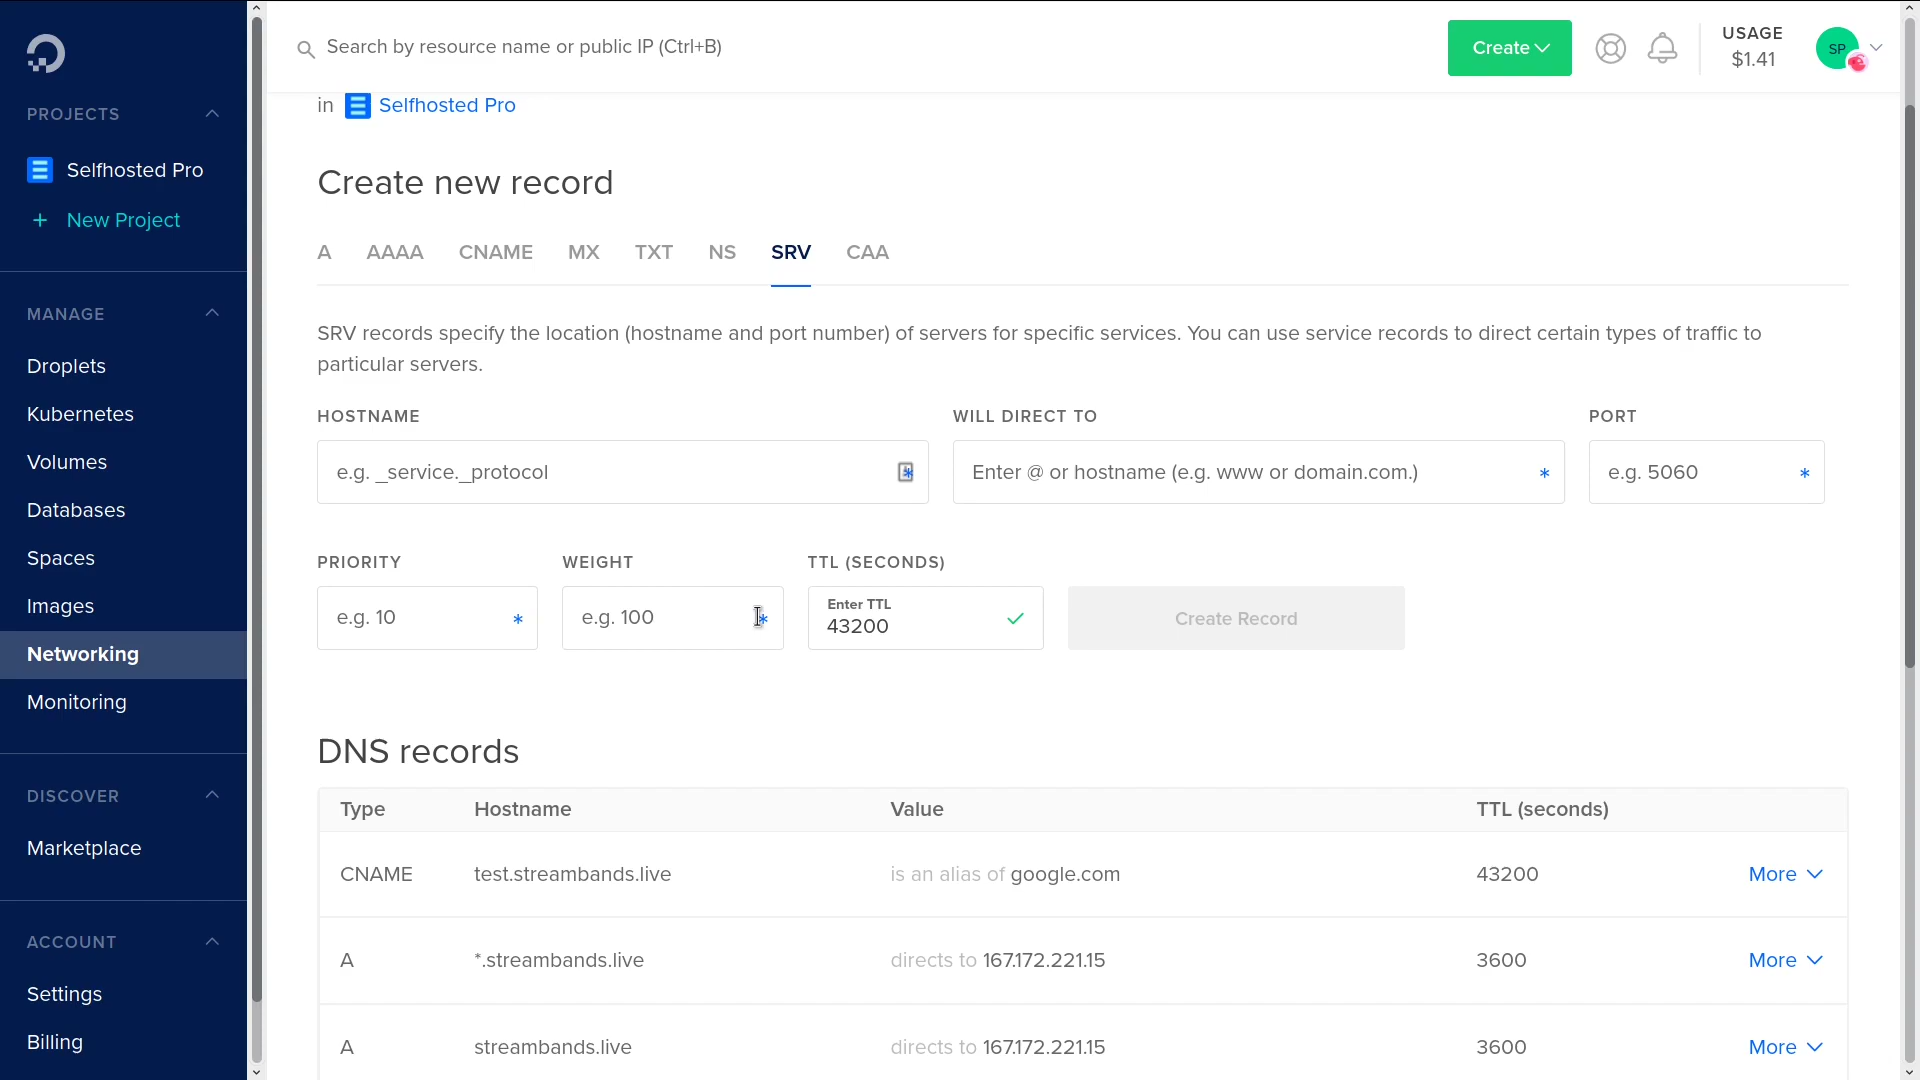 Search by resource name or public IP (Ctrl+B)
Create
USAGE
$1.41
SP
PROJECTS
Selfhosted Pro
+ New Project
MANAGE
Droplets
Kubernetes
Volumes
Databases
Spaces
Images
Networking
Monitoring
DISCOVER
Marketplace
ACCOUNT
Settings
Billing
in Selfhosted Pro
Create new record
A AAAA CNAME MX TXT NS SRV CAA
SRV records specify the location (hostname and port number) of servers for specific services. You can use service records to direct certain types of traffic to
particular servers.
HOSTNAME WILL DIRECT TO PORT
e.g. _service._protocol * Enter @ or hostname (e.g. www or domain.com.) * e.g. 5060 *
PRIORITY WEIGHT TTL (SECONDS)
e.g. 10 * e.g. 100 * Enter TTL
43200
Create Record
DNS records
Type Hostname Value TTL (seconds)
CNAME test.streambands.live is an alias of google.com 43200 More
A *.streambands.live directs to 167.172.221.15 3600 More
A streambands.live directs to 167.172.221.15 3600 More